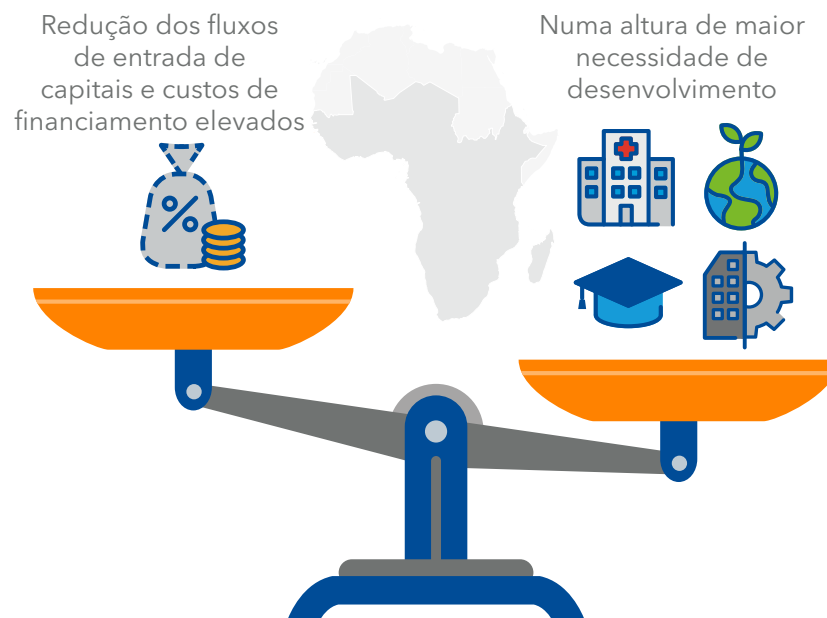 Redução dos fluxos
de entrada de
capitais e custos de
financiamento elevados
Numa altura de maior
necessidade de
desenvolvimento
%